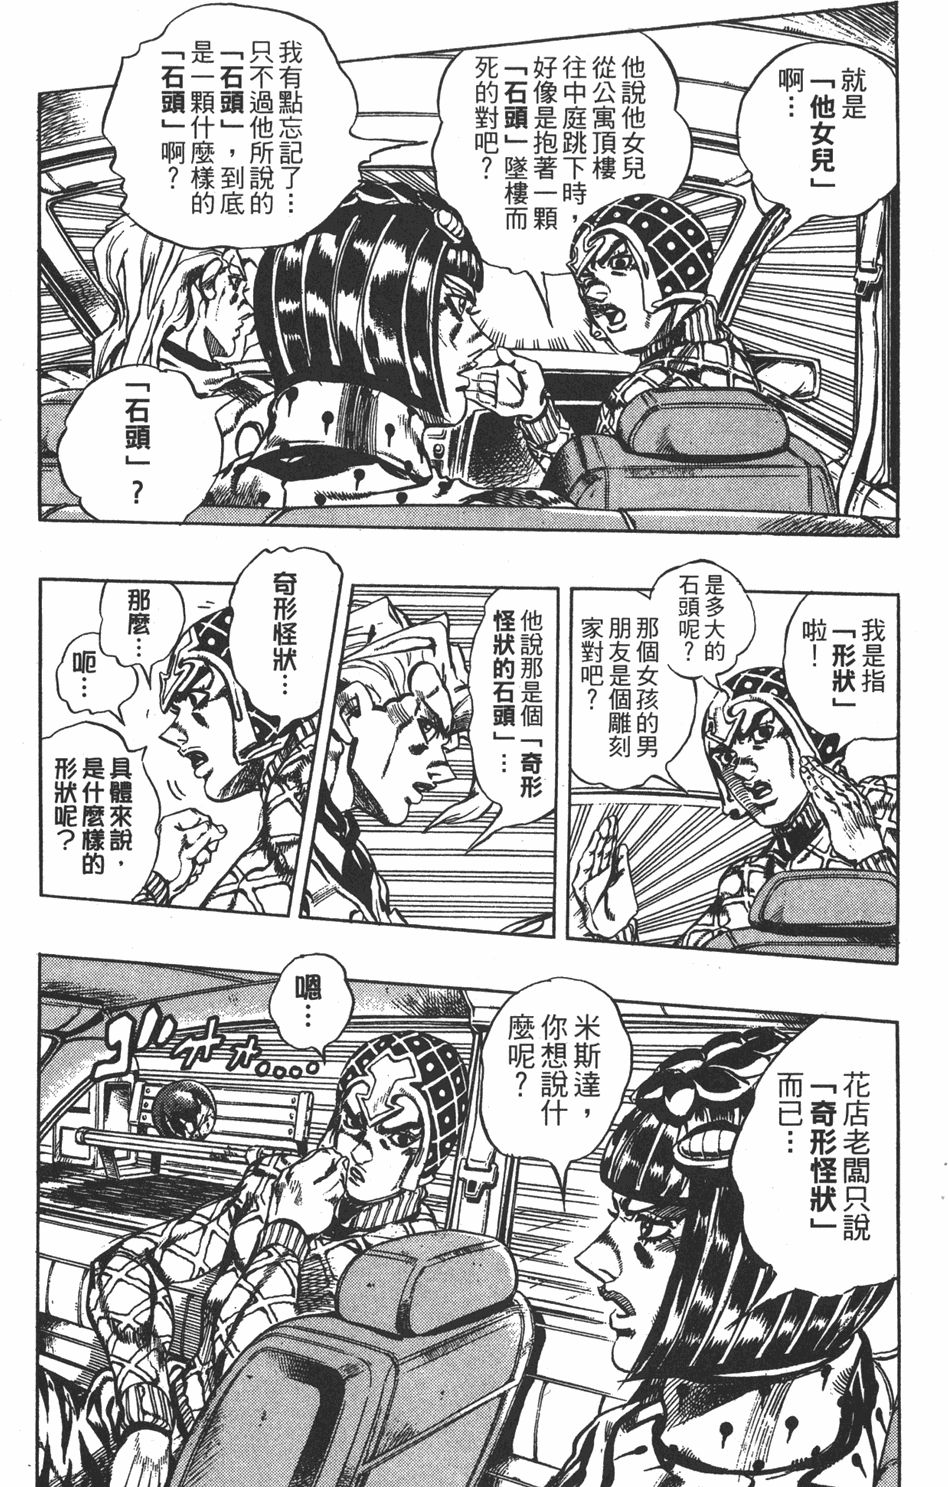 就是
「他女兒」
啊…
他說他女兒
從公寓頂樓
往中庭跳下時，
好像是抱著一顆
「石頭」墜樓而
死的對吧？
我有點忘記了…
只不過他所說的
「石頭」，到底
是一顆什麼樣的
「石頭」啊？
「石頭」？
我是指
「形狀」
啦！
是多大的
石頭呢？
那個女孩的男
朋友是個雕刻
家對吧？
他說那是個「奇形
怪狀的石頭」…
奇形怪狀…
那麼…
呃…
具體來說，
是什麼樣的
形狀呢？
花店老闆只說
「奇形怪狀」
而已…
米斯達，
你想說什
麼呢？
嗯…
ゴオオオ…